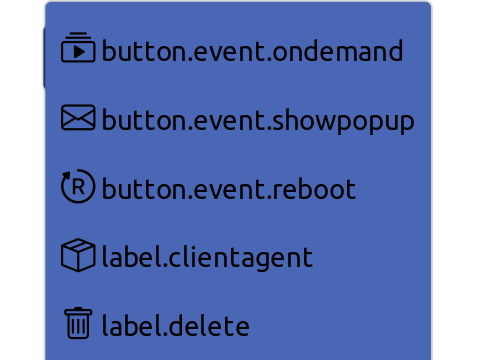 button.event.ondemand
button.event.showpopup
button.event.reboot
label.clientagent
label.delete